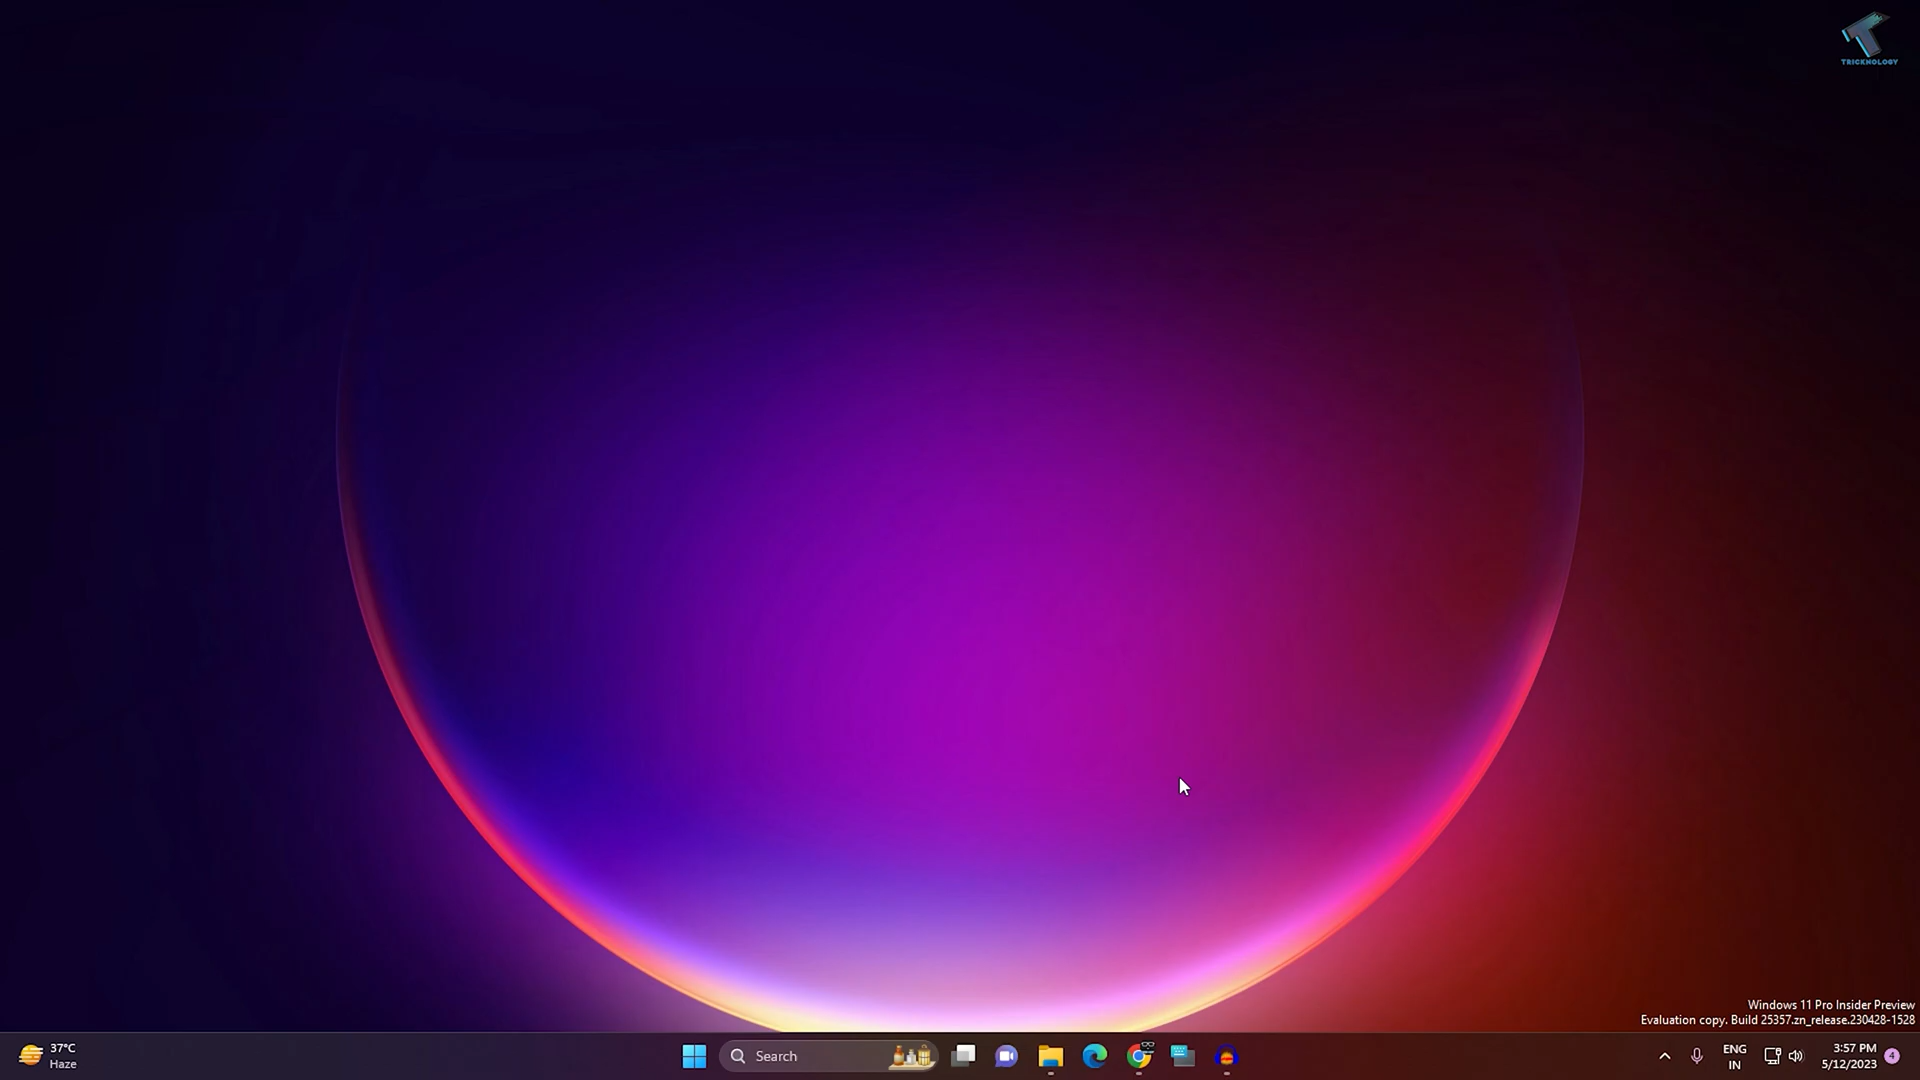 TRICKNOLOGY
Windows 11 Pro Insider Preview
Evaluation copy. Build 25357.zn_release.230428-1528
37°C
Haze
Search
ENG
IN
3:57 PM
5/12/2023
4